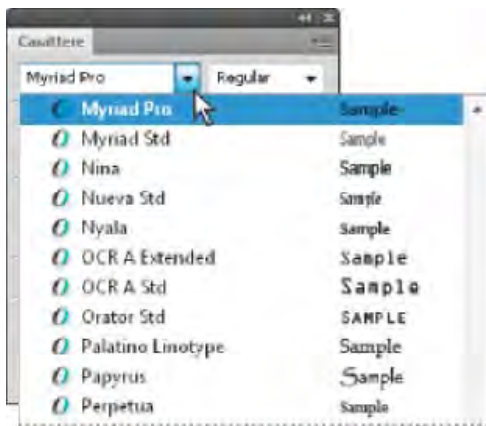 Carattere
Myriad Pro Regular
Myriad Pro Sample
Myriad Std Sample
Nina Sample
Nueva Std Sample
Nyala Sample
OCR A Extended Sample
OCR A Std Sample
Orator Std SAMPLE
Palatino Linotype Sample
Papyrus Sample
Perpetua Sample